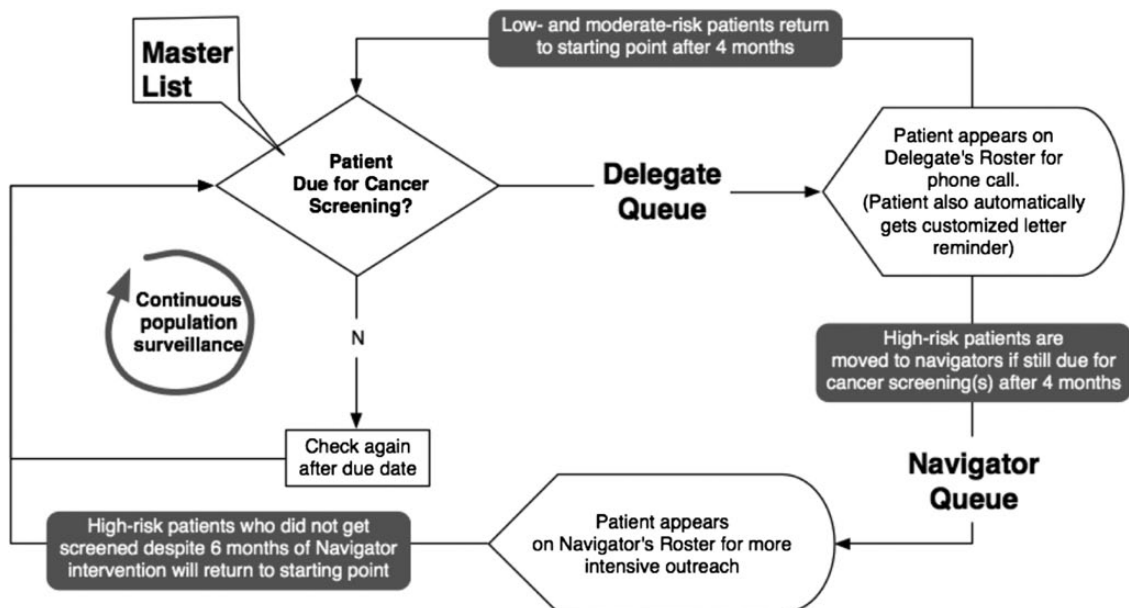 Low- and moderate-risk patients return
to starting point after 4 months
Master
List
Patient
Due for Cancer
Screening?
Delegate
Queue
Patient appears on
Delegate's Roster for
phone call.
(Patient also automatically
gets customized letter
reminder)
Continuous
population
surveillance
N
High-risk patients are
moved to navigators if still due for
cancer screening(s) after 4 months
Check again
after due date
Navigator
Queue
High-risk patients who did not get
screened despite 6 months of Navigator
intervention will return to starting point
Patient appears
on Navigator's Roster for more
intensive outreach